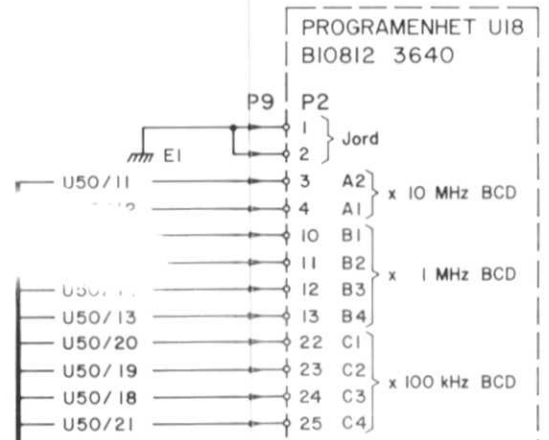 PROGRAMENHET U18
B10812 3640
P9 P2
1
Jord
2
E1
U50/11 3 A2
x 10 MHz BCD
4 A1
10 B1
11 B2
x 1 MHz BCD
12 B3
U50/13 13 B4
U50/20 22 C1
U50/19 23 C2
x 100 kHz BCD
U50/18 24 C3
U50/21 25 C4